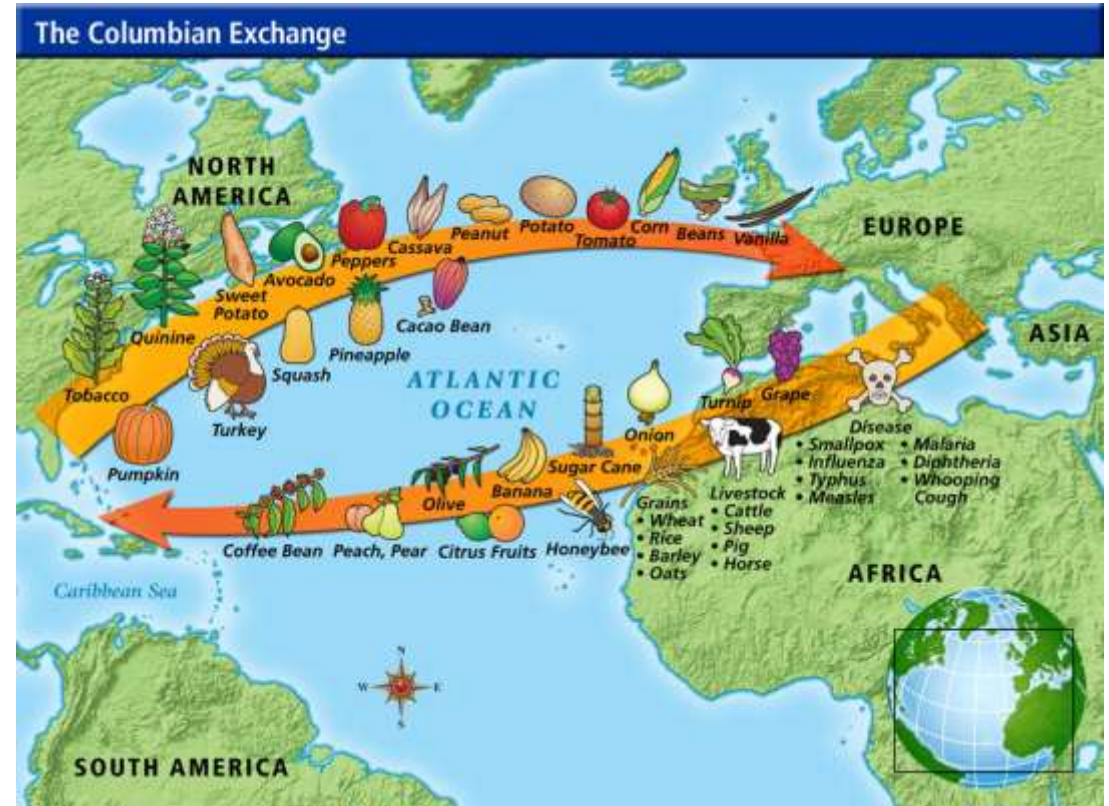 The Columbian Exchange
NORTH
AMERICA
EUROPE
ASIA
Tobacco
Quinine
Sweet
Potato
Avocado
Peppers
Cassava
Peanut
Potato
Tomato
Corn
Beans
Vanilla
Pumpkin
Turkey
Squash
Pineapple
Cacao Bean
ATLANTIC
OCEAN
Coffee Bean
Peach, Pear
Olive
Citrus Fruits
Banana
Honeybee
Sugar Cane
Onion
Grains
• Wheat
• Rice
• Barley
• Oats
Turnip
Grape
Livestock
• Cattle
• Sheep
• Pig
• Horse
Disease
• Smallpox
• Influenza
• Typhus
• Measles
• Malaria
• Diphtheria
• Whooping
Cough
AFRICA
Caribbean Sea
N
W
E
S
SOUTH AMERICA